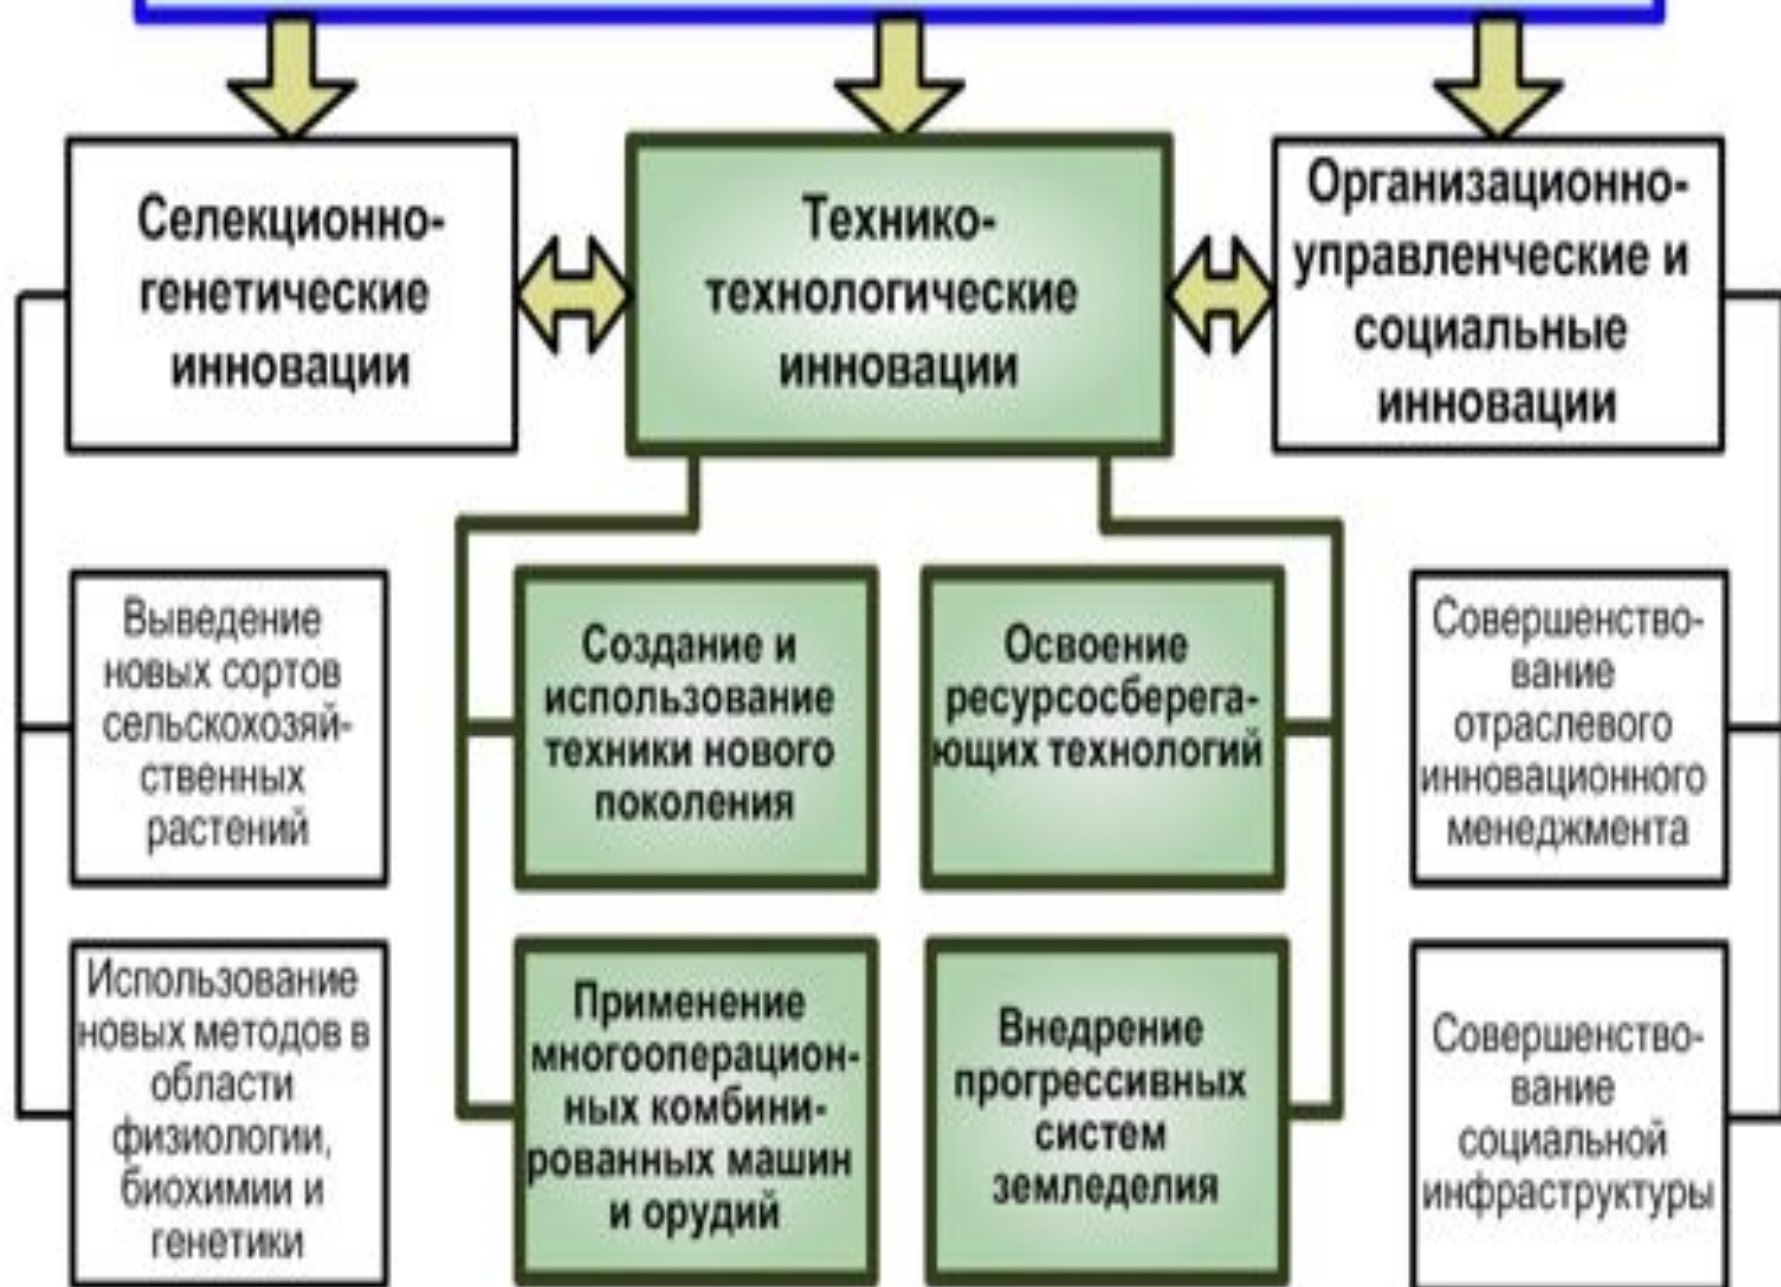 Селекционно-
генетические
инновации
Технико-
технологические
инновации
Организационно-
управленческие и
социальные
инновации
Выведение
новых сортов
сельскохозяй-
ственных
растений
Создание и
использование
техники нового
поколения
Освоение
ресурсосберега-
ющих технологий
Совершенство-
вание
отраслевого
инновационного
менеджмента
Использование
новых методов в
области
физиологии,
биохимии и
генетики
Применение
многооперацион-
ных комбини-
рованных машин
и орудий
Внедрение
прогрессивных
систем
земледелия
Совершенство-
вание
социальной
инфраструктуры